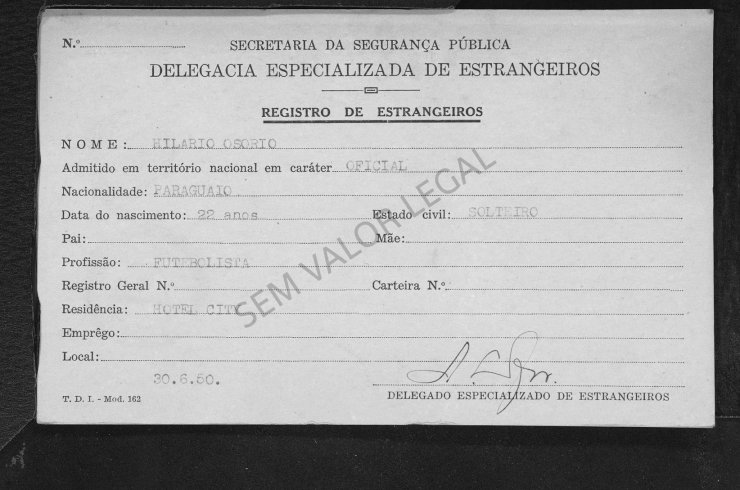 N.º
SECRETARIA DA SEGURANÇA PÚBLICA
DELEGACIA ESPECIALIZADA DE ESTRANGEIROS
REGISTRO DE ESTRANGEIROS
NOME: HILARIO OSORIO
Admitido em território nacional em caráter OFICIAL
Nacionalidade: PARAGUAIO
Data do nascimento: 22 anos Estado civil: SOLTEIRO
Pai: Mãe:
Profissão: FUTEBOLISTA
Registro Geral N.º Carteira N.º
Residência: HOTEL CITY
Emprêgo:
Local:
30.6.50.
DELEGADO ESPECIALIZADO DE ESTRANGEIROS
T. D. I. - Mod. 162
SEM VALOR LEGAL